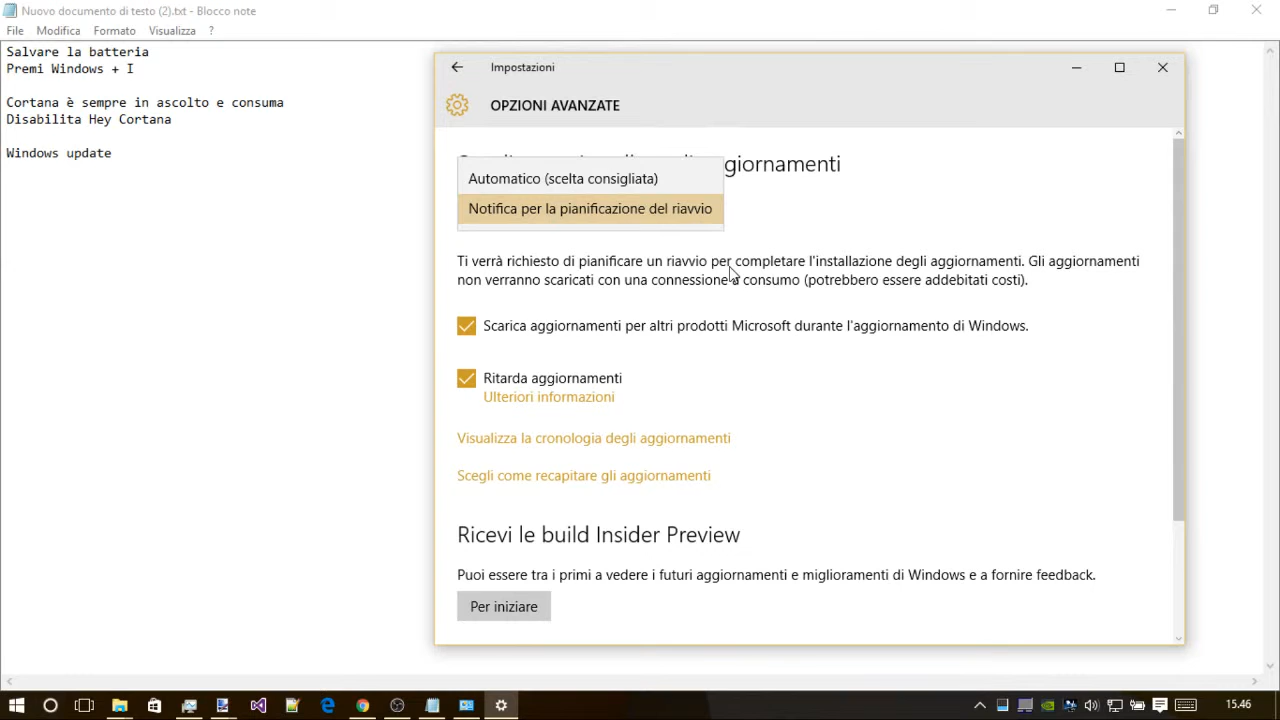 Nuovo documento di testo (2).txt - Blocco note
File Modifica Formato Visualizza ?
Salvare la batteria
Premi Windows + I
Cortana è sempre in ascolto e consuma
Disabilita Hey Cortana
Windows update
Impostazioni
OPZIONI AVANZATE
aggiornamenti
Automatico (scelta consigliata)
Notifica per la pianificazione del riavvio
Ti verrà richiesto di pianificare un riavvio per completare l'installazione degli aggiornamenti. Gli aggiornamenti
non verranno scaricati con una connessione a consumo (potrebbero essere addebitati costi).
Scarica aggiornamenti per altri prodotti Microsoft durante l'aggiornamento di Windows.
Ritarda aggiornamenti
Ulteriori informazioni
Visualizza la cronologia degli aggiornamenti
Scegli come recapitare gli aggiornamenti
Ricevi le build Insider Preview
Puoi essere tra i primi a vedere i futuri aggiornamenti e miglioramenti di Windows e a fornire feedback.
Per iniziare
15.46